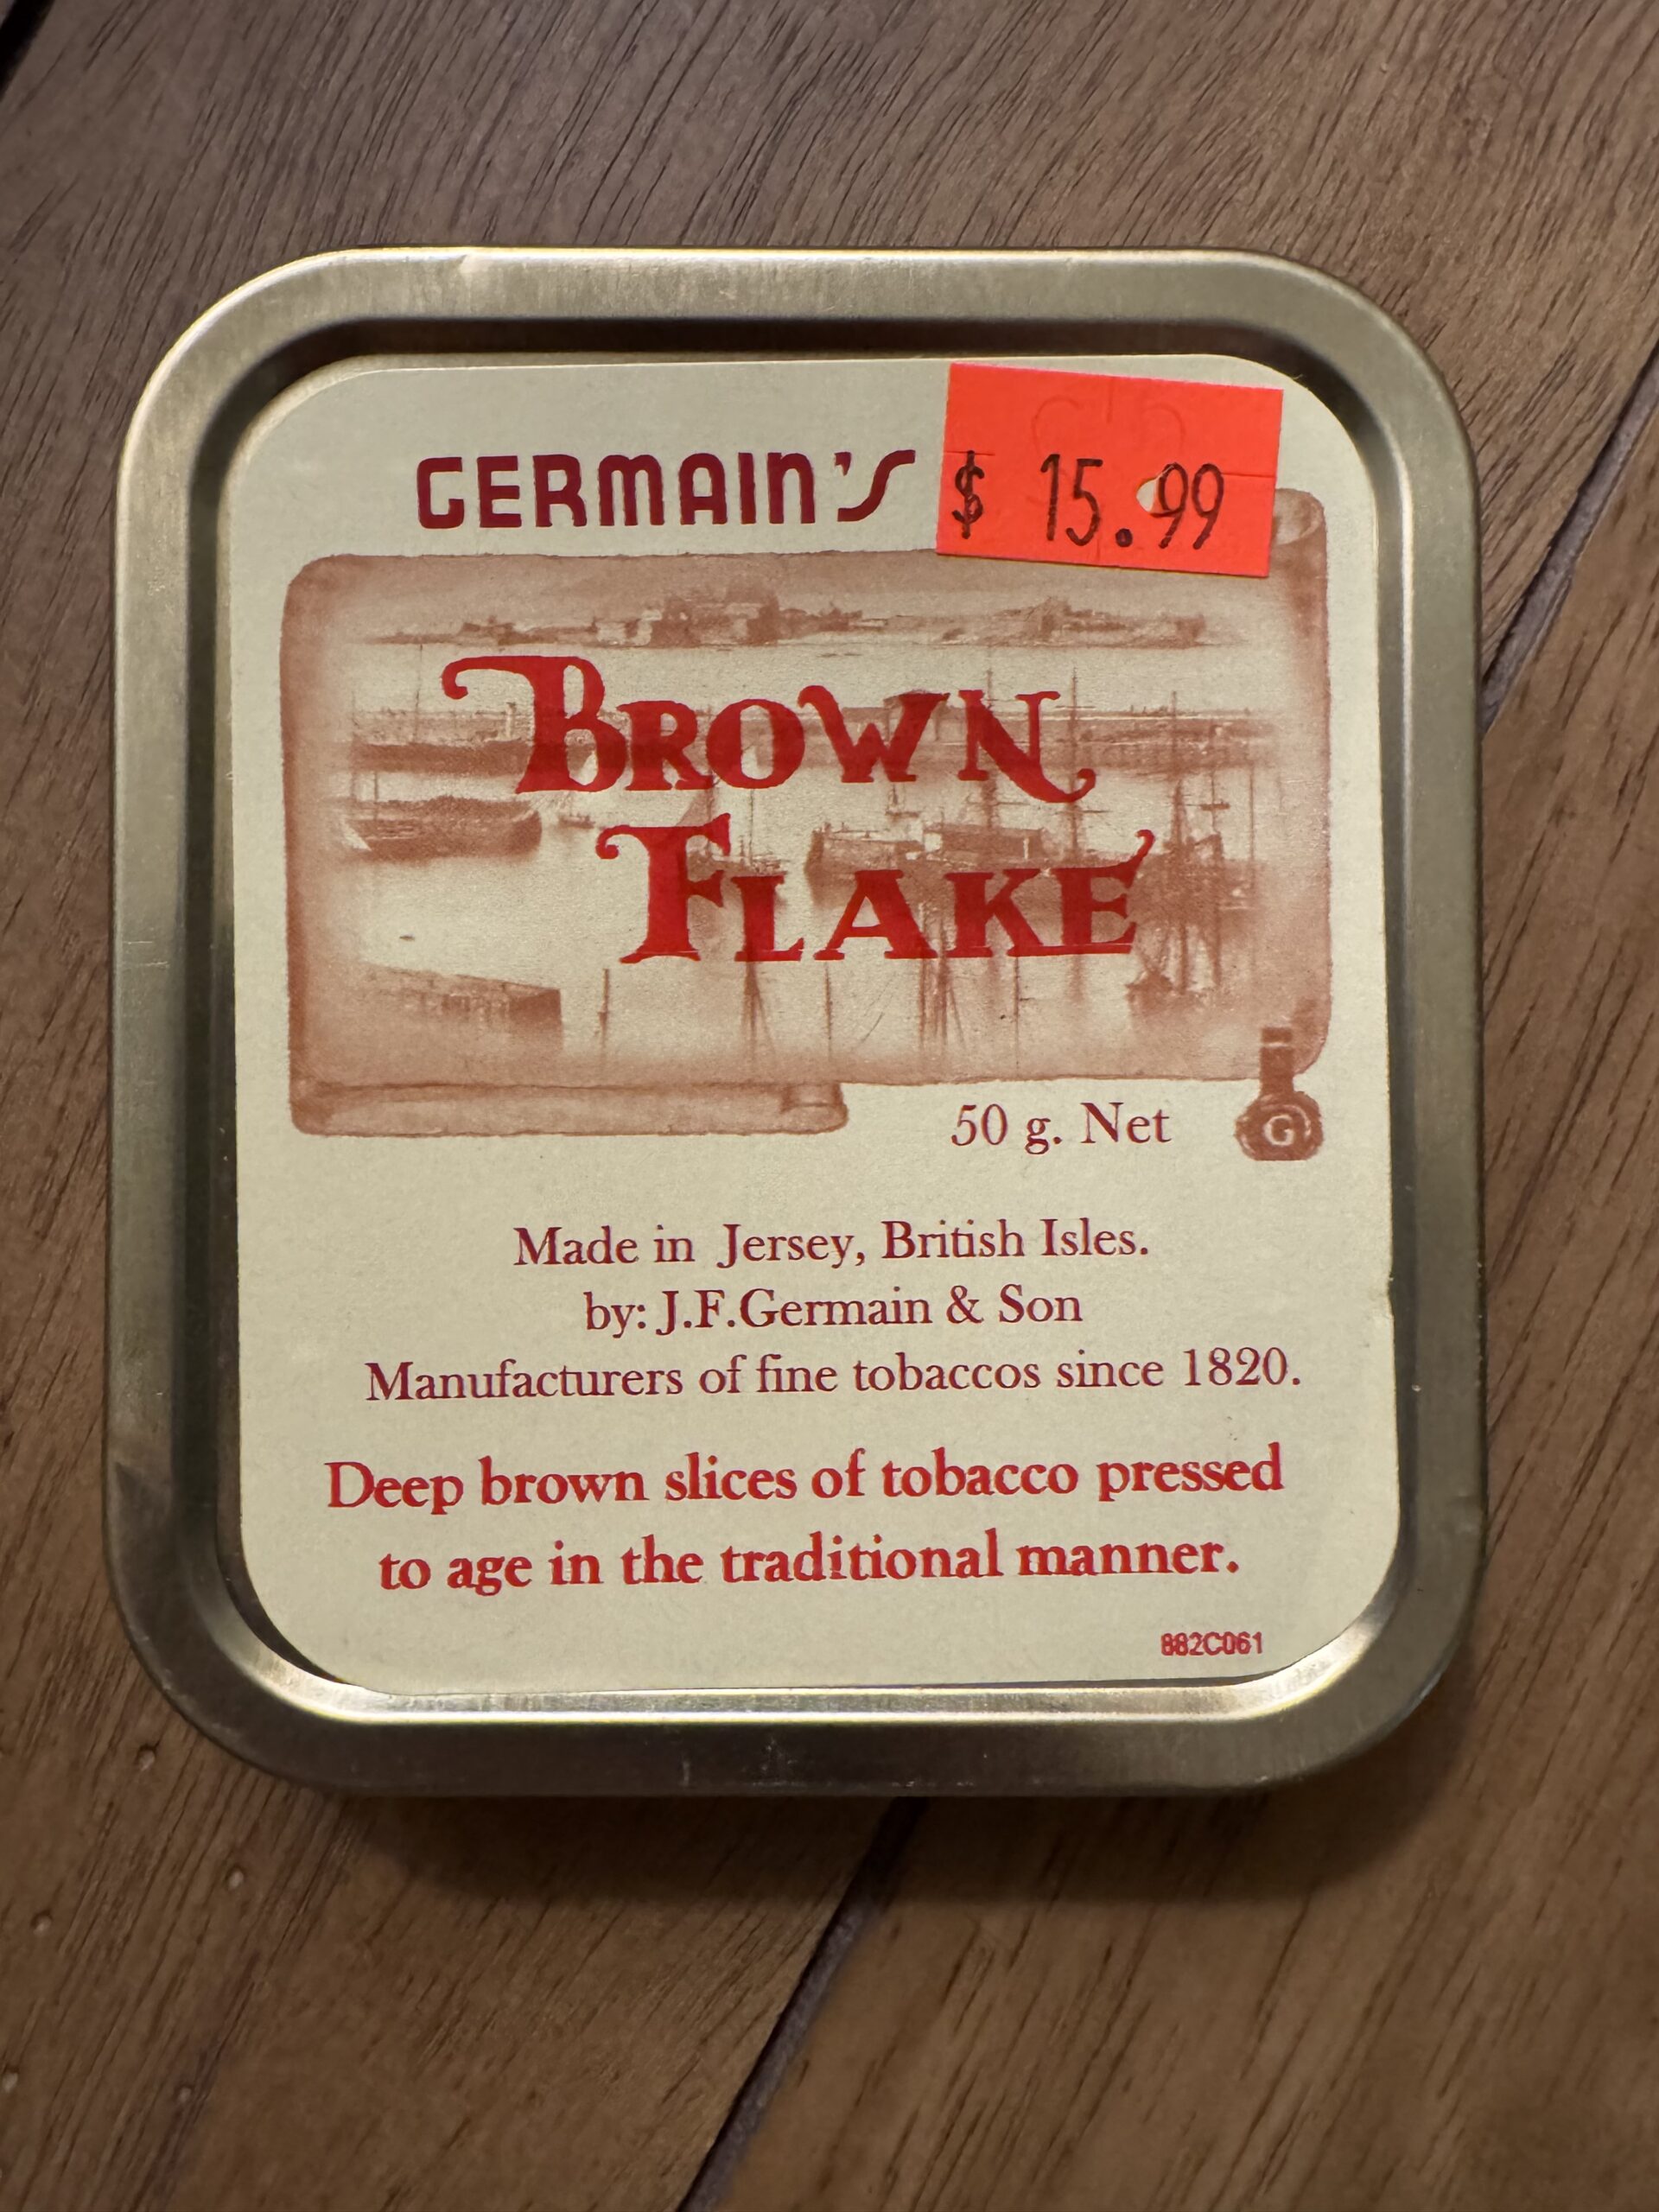 GERMAIN'S
$ 15.99
BROWN
FLAKE
50 g. Net
G
Made in Jersey, British Isles.
by: J.F.Germain & Son
Manufacturers of fine tobaccos since 1820.
Deep brown slices of tobacco pressed
to age in the traditional manner.
882C061